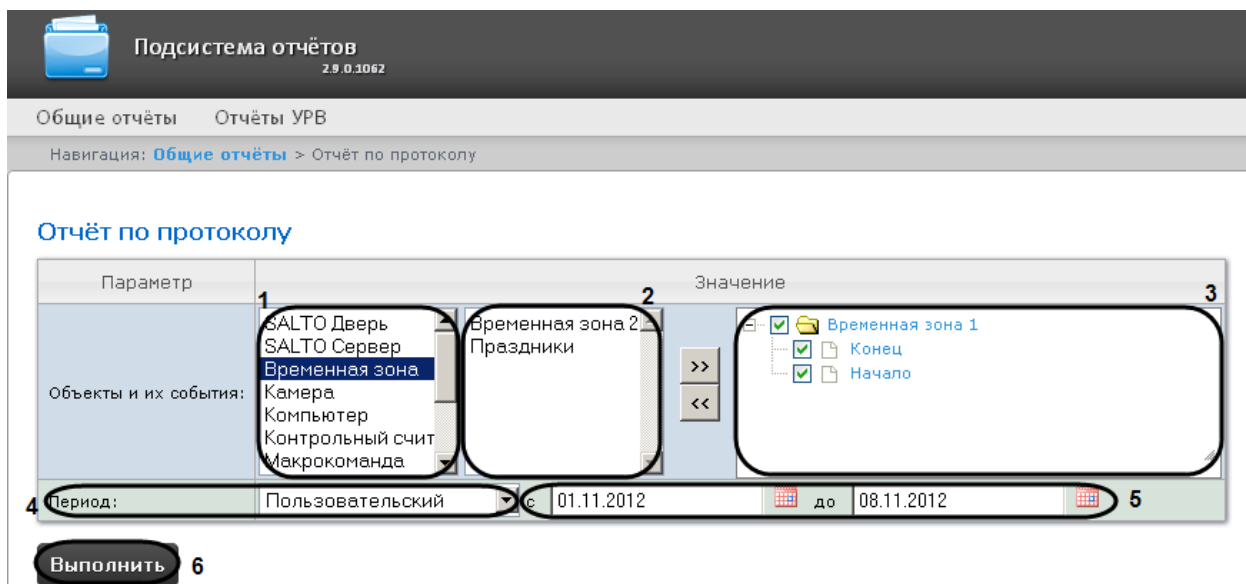 Подсистема отчётов
2.9.0.1062
Общие отчёты Отчёты УРВ
Навигация: Общие отчёты > Отчёт по протоколу
Отчёт по протоколу
Параметр Значение
1 2 3
Объекты и их события:
SALTO Дверь
SALTO Сервер
Временная зона
Камера
Компьютер
Контрольный счит
Макрокоманда
Временная зона 2
Праздники
>>
<<
Временная зона 1
Конец
Начало
4 Период: Пользовательский с 01.11.2012 до 08.11.2012 5
Выполнить 6